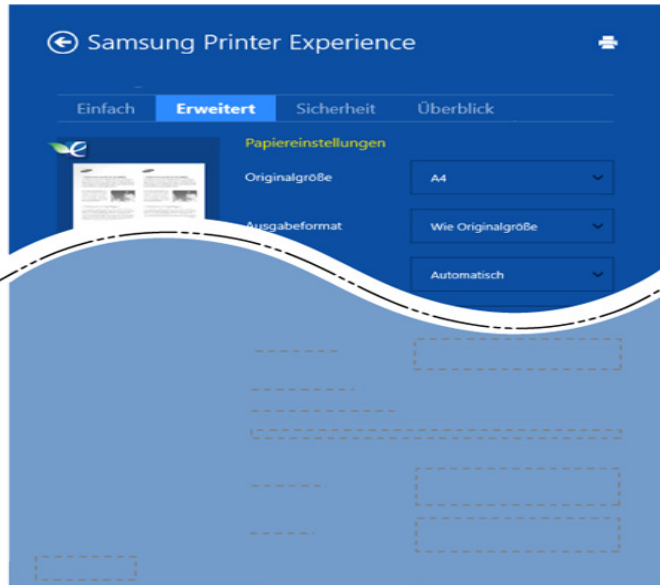 Samsung Printer Experience
Einfach Erweitert Sicherheit Überblick
Papiereinstellungen
Originalgröße A4
Ausgabeformat Wie Originalgröße
Automatisch